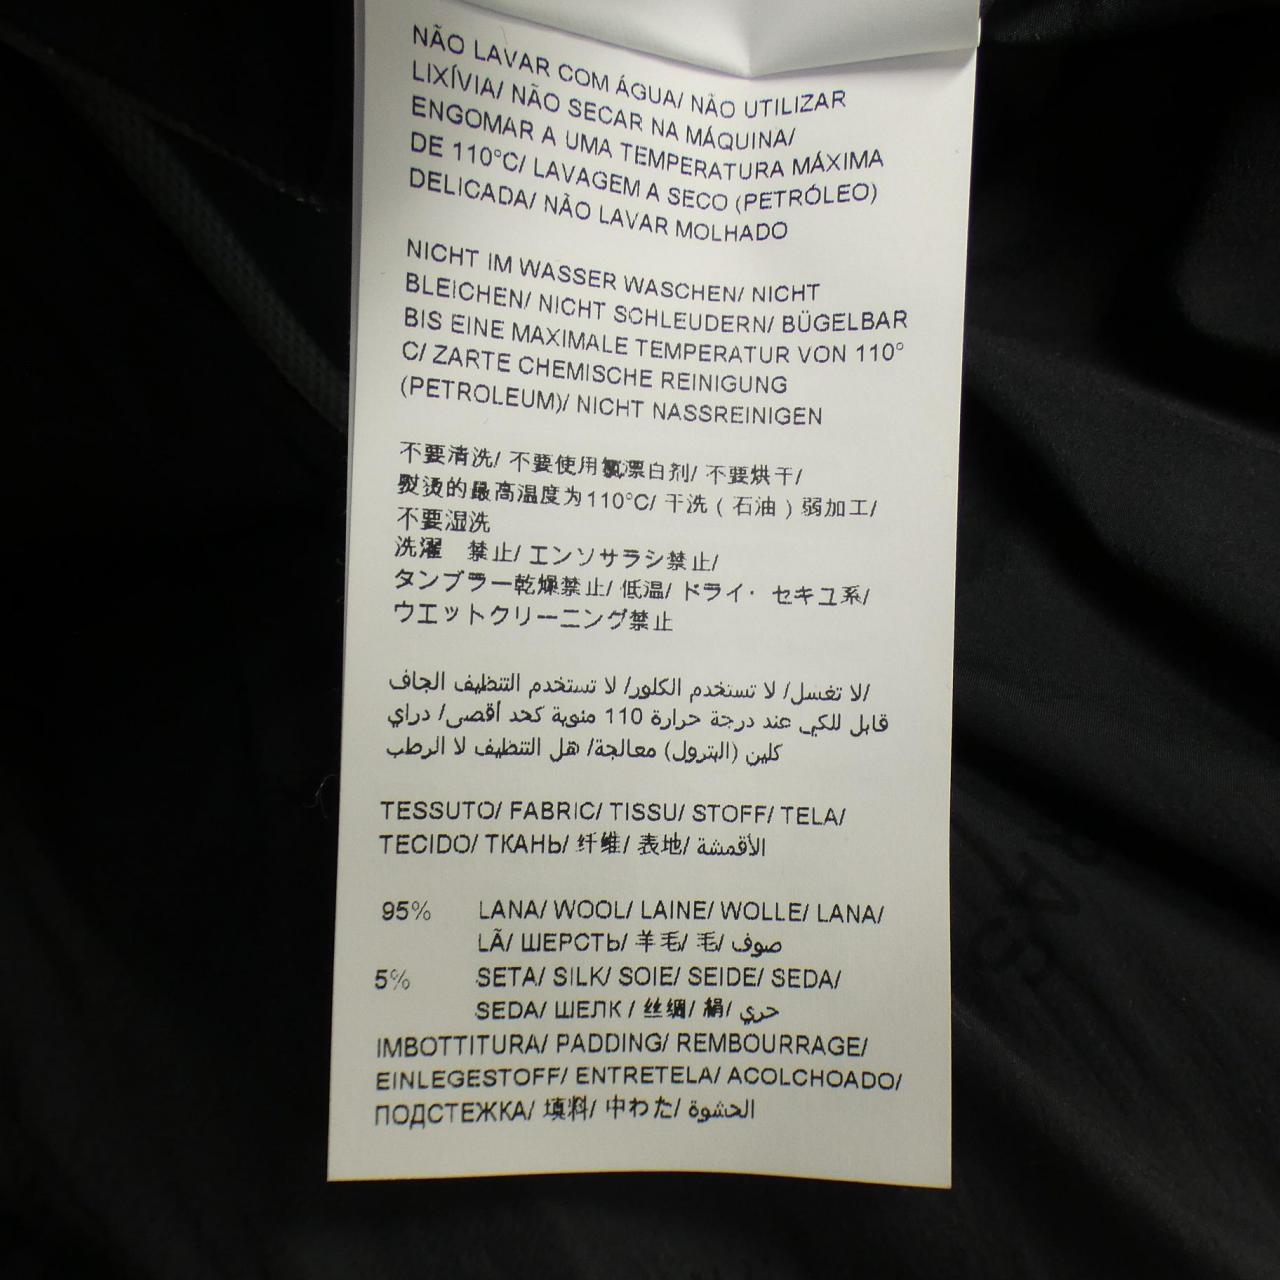 NÃO LAVAR COM ÁGUA/ NÃO UTILIZAR
LIXÍVIA/ NÃO SECAR NA MÁQUINA/
ENGOMAR A UMA TEMPERATURA MÁXIMA
DE 110°C/ LAVAGEM A SECO (PETRÓLEO)
DELICADA/ NÃO LAVAR MOLHADO
NICHT IM WASSER WASCHEN/ NICHT
BLEICHEN/ NICHT SCHLEUDERN/ BÜGELBAR
BIS EINE MAXIMALE TEMPERATUR VON 110°
C/ ZARTE CHEMISCHE REINIGUNG
(PETROLEUM)/ NICHT NASSREINIGEN
不要清洗/ 不要使用氯漂白剂/ 不要烘干/
熨烫的最高温度为110°C/ 干洗 ( 石油 ) 弱加工/
不要湿洗
洗濯　禁止/ エンソサラシ禁止/
タンブラー乾燥禁止/ 低温/ ドライ・ セキユ系/
ウエットクリーニング禁止
لا تغسل/ لا تستخدم الكلور/ لا تستخدم التنظيف الجاف/
قابل للكي عند درجة حرارة 110 مئوية كحد أقصى/ دراي
كلين (البترول) معالجة/ هل التنظيف لا الرطب
TESSUTO/ FABRIC/ TISSU/ STOFF/ TELA/
TECIDO/ ТКАНЬ/ 纤维/ 表地/ الأقمشة
95% LANA/ WOOL/ LAINE/ WOLLE/ LANA/
LÃ/ ШЕРСТЬ/ 羊毛/ 毛/ صوف
5% SETA/ SILK/ SOIE/ SEIDE/ SEDA/
SEDA/ ШЕЛК / 丝绸/ 絹/ حري
IMBOTTITURA/ PADDING/ REMBOURRAGE/
EINLEGESTOFF/ ENTRETELA/ ACOLCHOADO/
ПОДСТЕЖКА/ 填料/ 中わた/ الحشوة